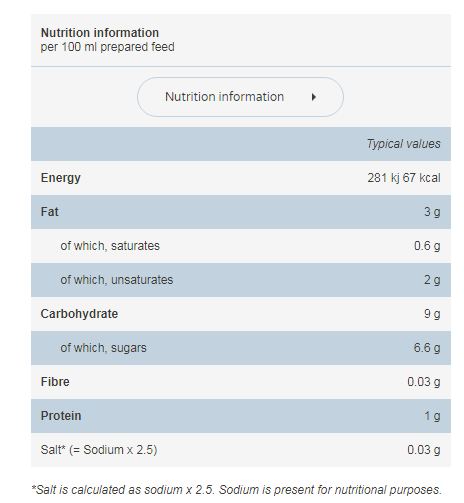 Nutrition information
per 100 ml prepared feed
Nutrition information
Typical values
Energy 281 kj 67 kcal
Fat 3 g
of which, saturates 0.6 g
of which, unsaturates 2 g
Carbohydrate 9 g
of which, sugars 6.6 g
Fibre 0.03 g
Protein 1 g
Salt* (= Sodium x 2.5) 0.03 g
*Salt is calculated as sodium x 2.5. Sodium is present for nutritional purposes.